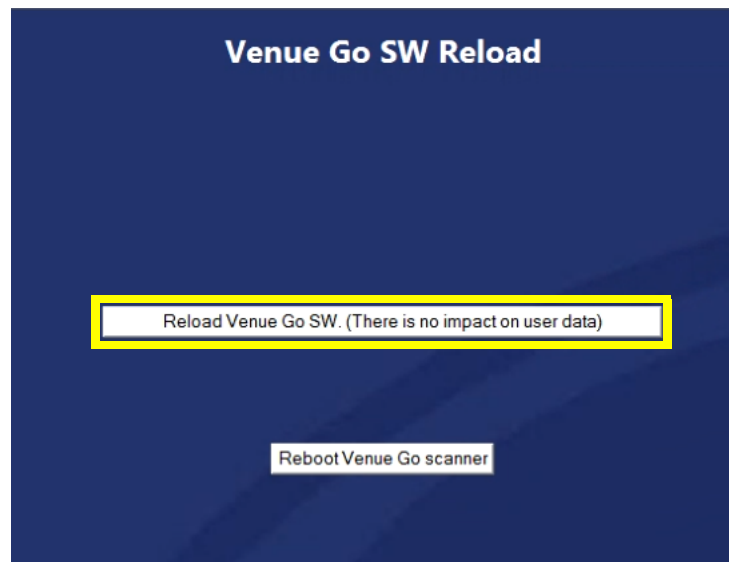 Venue Go SW Reload
Reload Venue Go SW. (There is no impact on user data)
Reboot Venue Go scanner